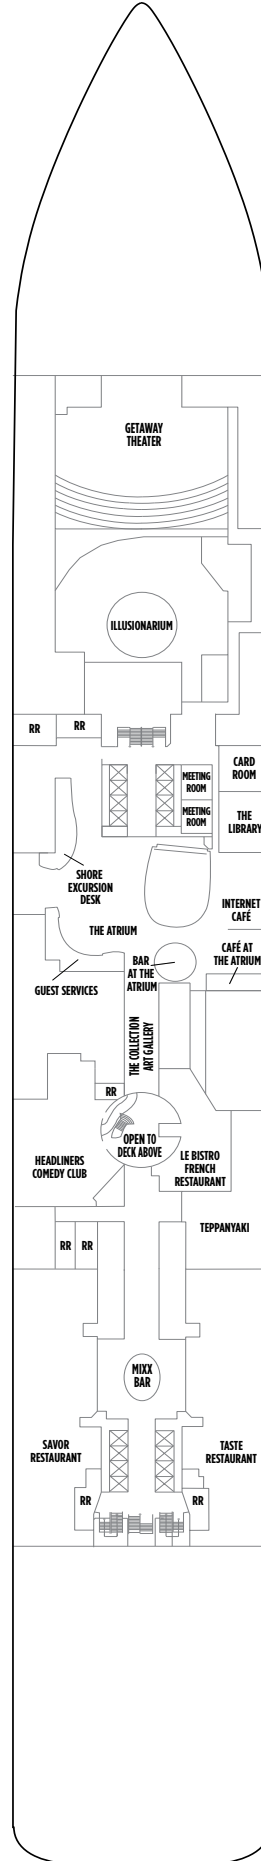 GETAWAY
THEATER
ILLUSIONARIUM
RR
RR
MEETING
ROOM
MEETING
ROOM
CARD
ROOM
THE
LIBRARY
SHORE
EXCURSION
DESK
INTERNET
CAFÉ
THE ATRIUM
CAFÉ AT
THE ATRIUM
BAR
AT THE
ATRIUM
GUEST SERVICES
THE COLLECTION
ART GALLERY
RR
OPEN TO
DECK ABOVE
HEADLINERS
COMEDY CLUB
LE BISTRO
FRENCH
RESTAURANT
TEPPANYAKI
RR
RR
MIXX
BAR
SAVOR
RESTAURANT
TASTE
RESTAURANT
RR
RR